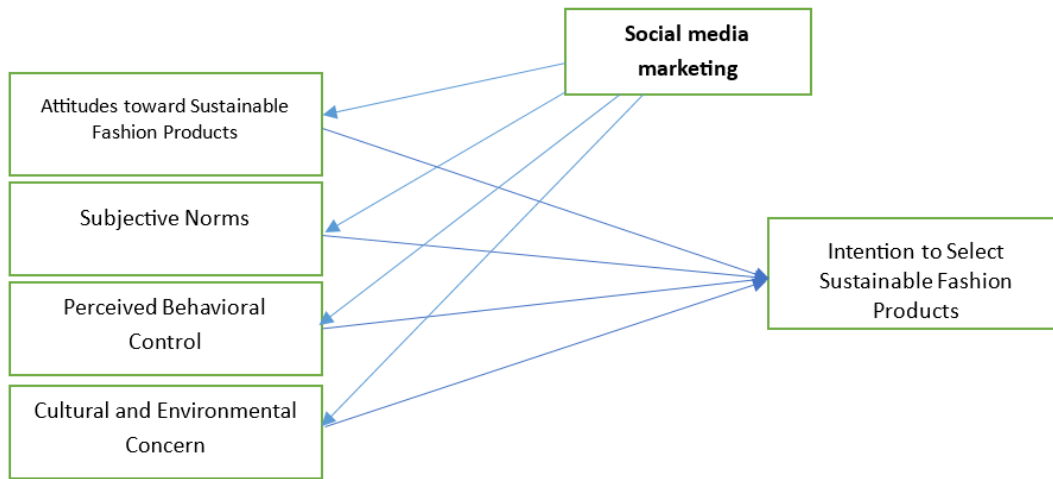 Social media
marketing
Attitudes toward Sustainable
Fashion Products
Subjective Norms
Perceived Behavioral
Control
Cultural and Environmental
Concern
Intention to Select
Sustainable Fashion
Products